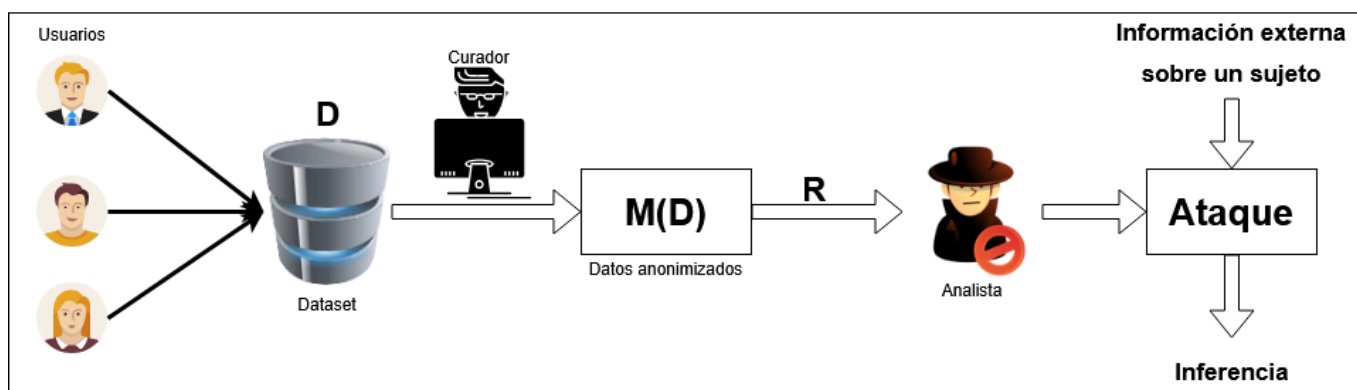 Usuarios
D
Dataset
Curador
M(D)
Datos anonimizados
R
Analista
Información externa
sobre un sujeto
Ataque
Inferencia